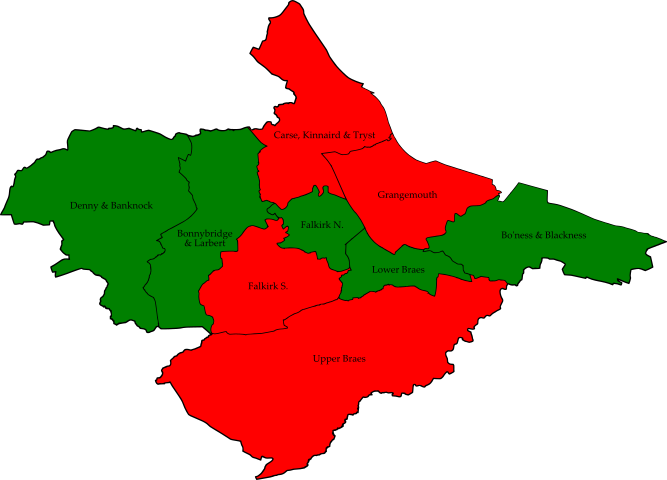 Carse, Kinnaird & Tryst
Grangemouth
Denny & Banknock
Falkirk N.
Bonnybridge
& Larbert
Bo'ness & Blackness
Lower Braes
Falkirk S.
Upper Braes